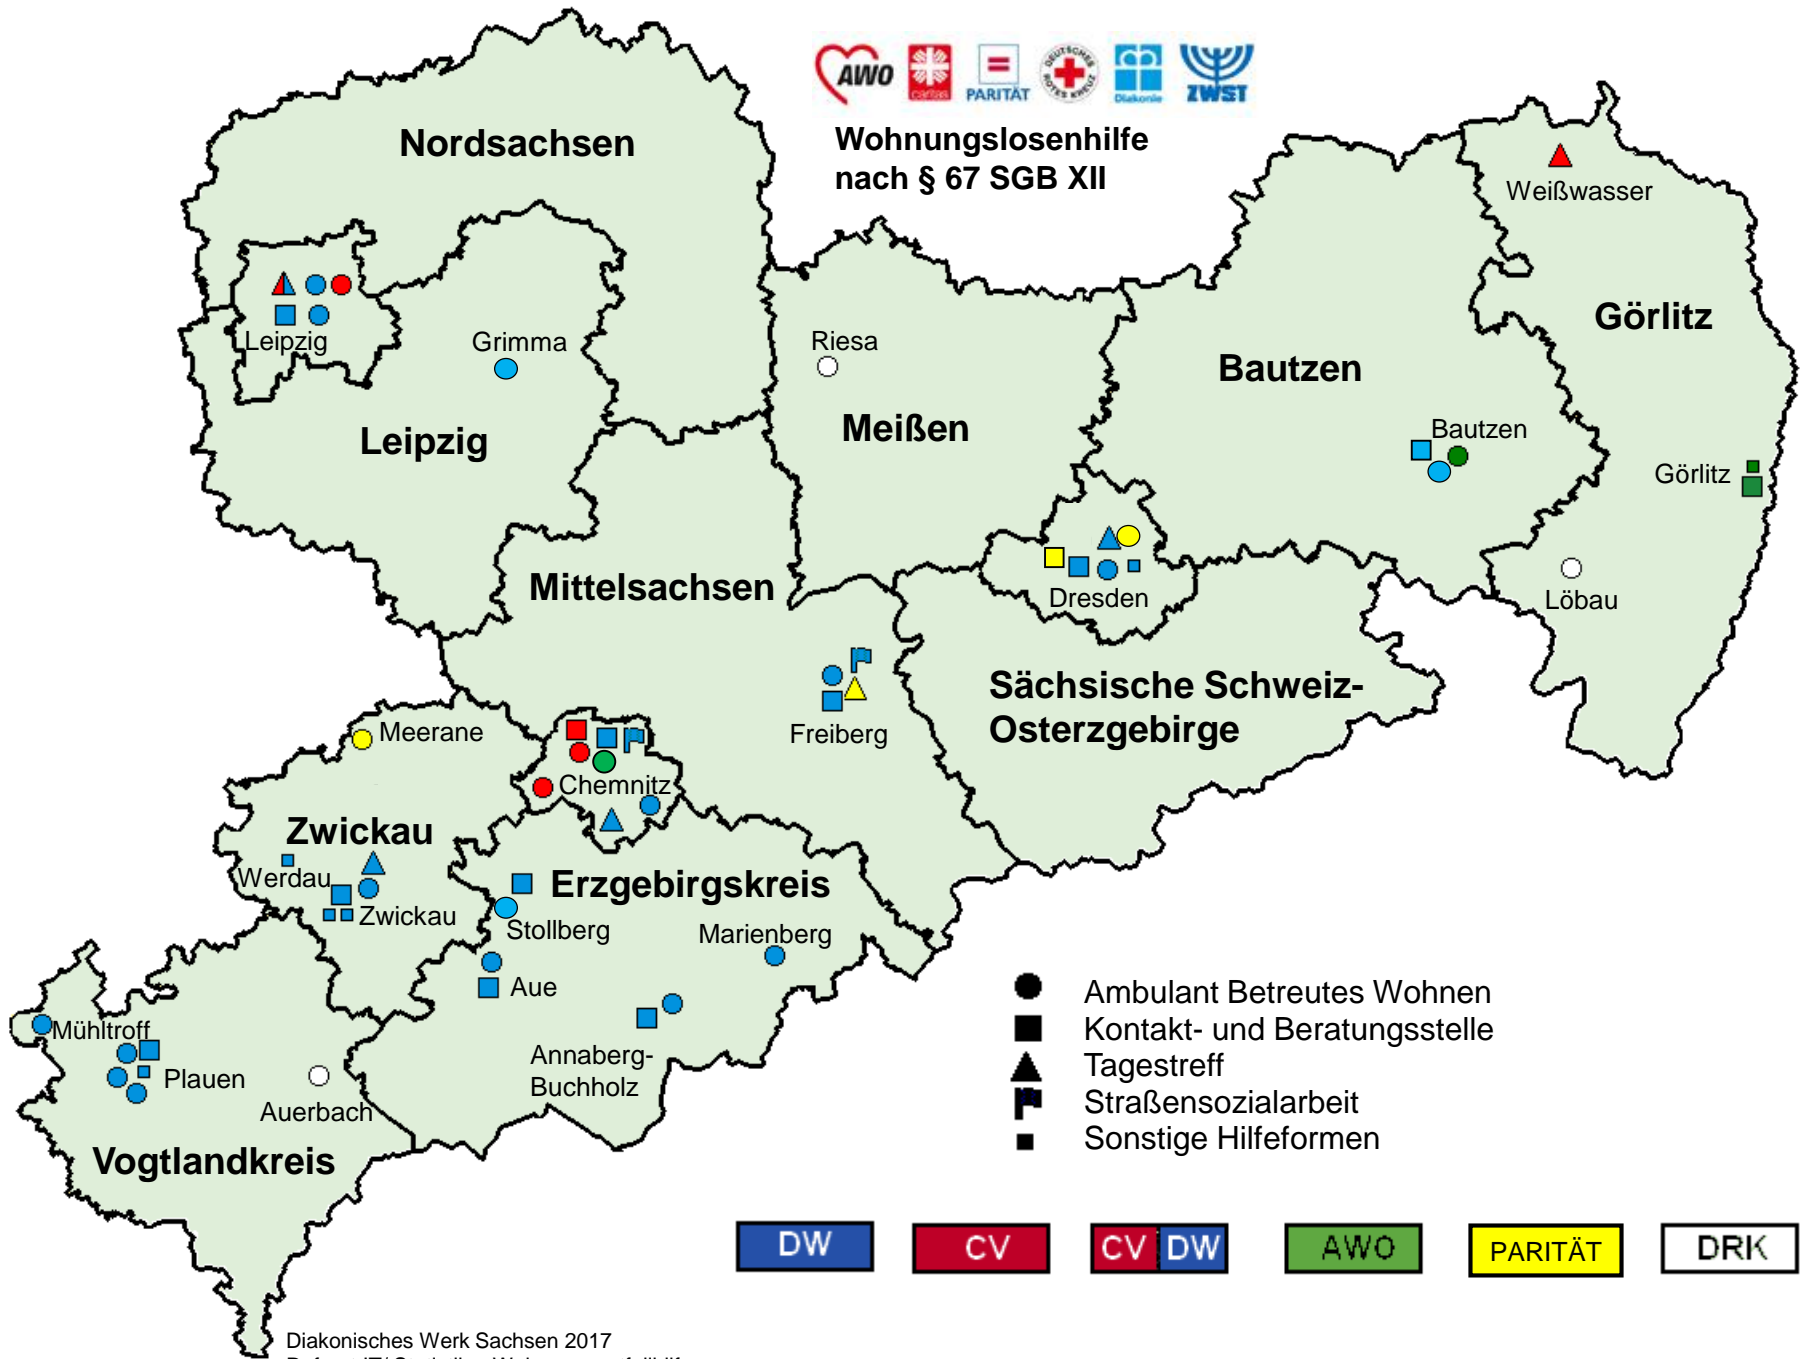 AWO
caritas
PARITÄT
DEUTSCHES ROTES KREUZ
Diakonie
ZWST
Wohnungslosenhilfe
nach § 67 SGB XII
Nordsachsen
Weißwasser
Görlitz
Leipzig
Grimma
Riesa
Bautzen
Leipzig
Meißen
Bautzen
Görlitz
Mittelsachsen
Dresden
Löbau
Sächsische Schweiz-
Osterzgebirge
Meerane
Freiberg
Chemnitz
Zwickau
Werdau
Zwickau
Erzgebirgskreis
Stollberg
Marienberg
Aue
Annaberg-
Buchholz
Mühltroff
Plauen
Auerbach
Vogtlandkreis
Ambulant Betreutes Wohnen
Kontakt- und Beratungsstelle
Tagestreff
Straßensozialarbeit
Sonstige Hilfeformen
DW
CV
CV DW
AWO
PARITÄT
DRK
Diakonisches Werk Sachsen 2017